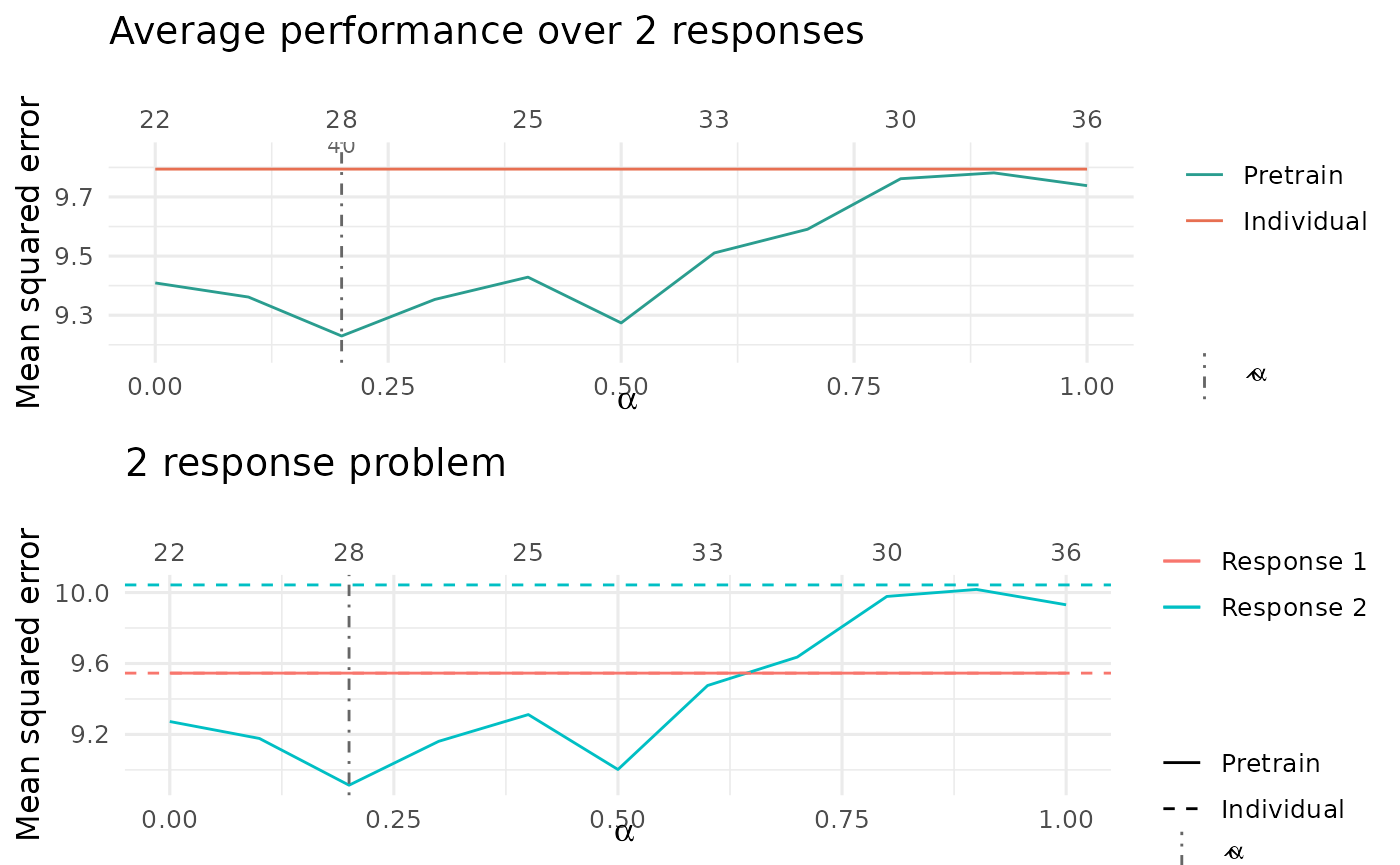 Average performance over 2 responses
Mean squared error
22 28 25 33 30 36
40
9.7
9.5
9.3
0.00 0.25 0.50 0.75 1.00
α
Pretrain
Individual
α̂
2 response problem
Mean squared error
22 28 25 33 30 36
10.0
9.6
9.2
0.00 0.25 0.50 0.75 1.00
α
Response 1
Response 2
Pretrain
Individual
α̂